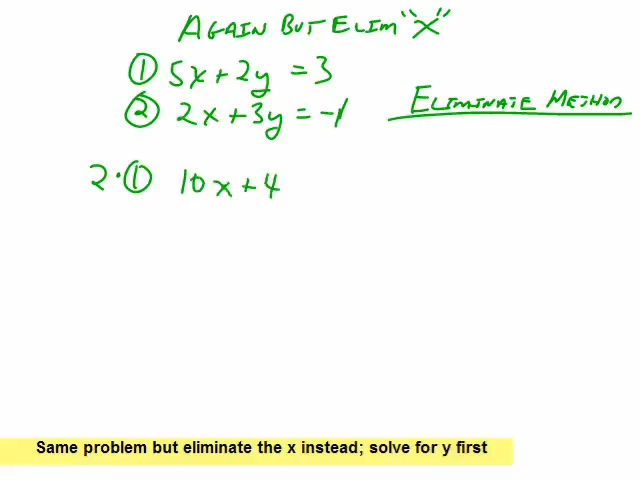 AGAIN BUT ELIM "X"
① 5x + 2y = 3
② 2x + 3y = -1
ELIMINATE METHOD
2·① 10x + 4
Same problem but eliminate the x instead; solve for y first